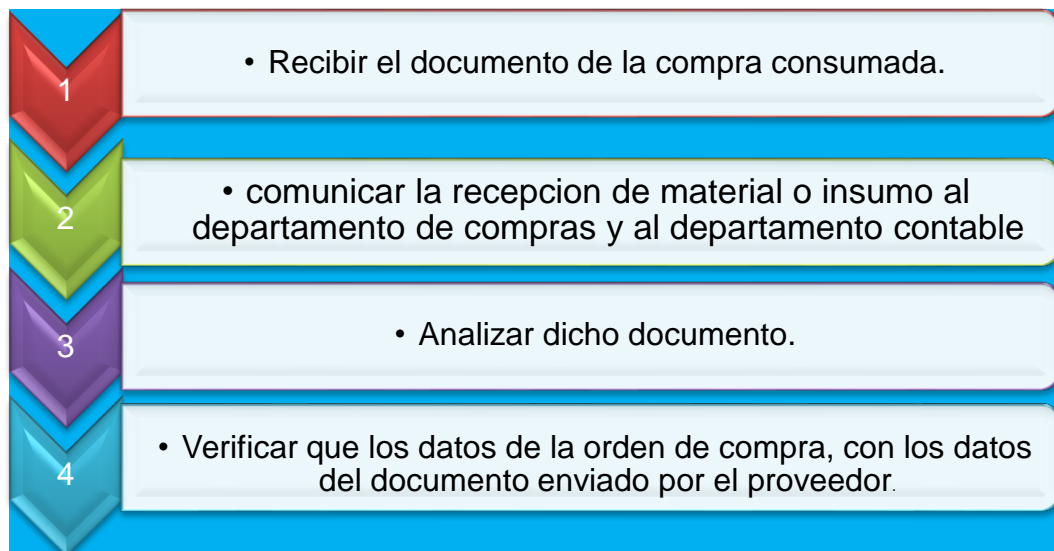 1
• Recibir el documento de la compra consumada.
2
• comunicar la recepcion de material o insumo al
departamento de compras y al departamento contable
3
• Analizar dicho documento.
4
• Verificar que los datos de la orden de compra, con los datos
del documento enviado por el proveedor.